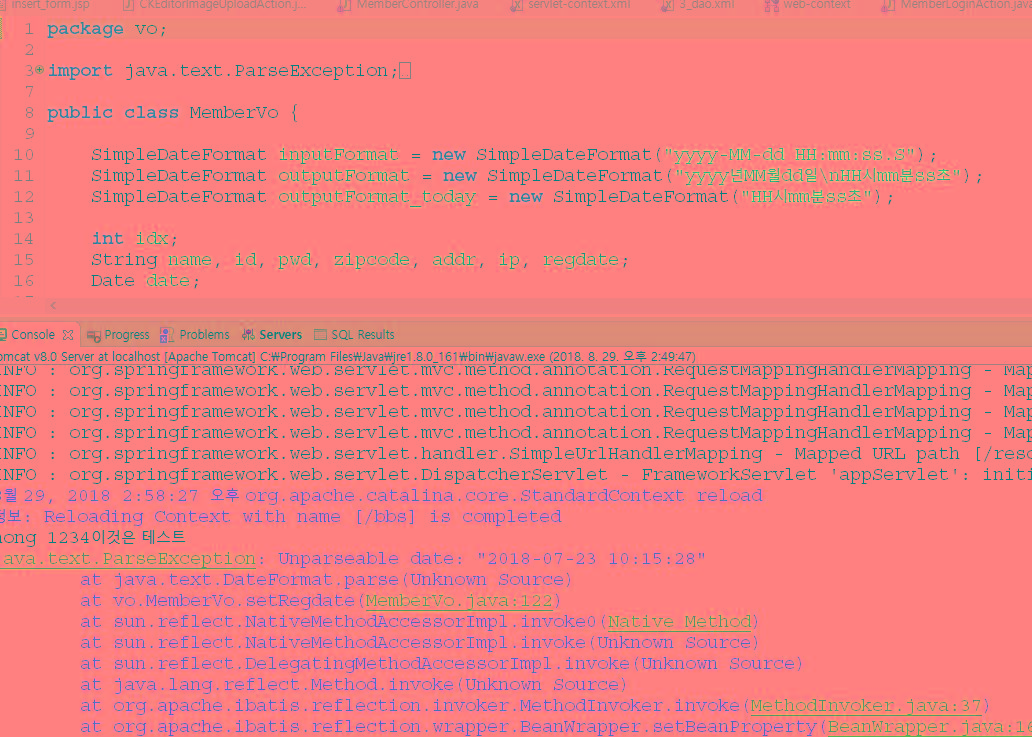 insert_form.jsp CKEditorImageUploadAction.j... MemberController.java servlet-context.xml 3_dao.xml web-context MemberLoginAction.java
1 package vo;
2
3 import java.text.ParseException;
7
8 public class MemberVo {
9
10 SimpleDateFormat inputFormat = new SimpleDateFormat("yyyy-MM-dd HH:mm:ss.S");
11 SimpleDateFormat outputFormat = new SimpleDateFormat("yyyy년MM월dd일\nHH시mm분ss초");
12 SimpleDateFormat outputFormat_today = new SimpleDateFormat("HH시mm분ss초");
13
14 int idx;
15 String name, id, pwd, zipcode, addr, ip, regdate;
16 Date date;
Console Progress Problems Servers SQL Results
omcat v8.0 Server at localhost [Apache Tomcat] C:₩Program Files₩Java₩jre1.8.0_161₩bin₩javaw.exe (2018. 8. 29. 오후 2:49:47)
INFO : org.springframework.web.servlet.mvc.method.annotation.RequestMappingHandlerMapping - Map
INFO : org.springframework.web.servlet.mvc.method.annotation.RequestMappingHandlerMapping - Map
INFO : org.springframework.web.servlet.mvc.method.annotation.RequestMappingHandlerMapping - Map
INFO : org.springframework.web.servlet.mvc.method.annotation.RequestMappingHandlerMapping - Map
INFO : org.springframework.web.servlet.handler.SimpleUrlHandlerMapping - Mapped URL path [/reso
INFO : org.springframework.web.servlet.DispatcherServlet - FrameworkServlet 'appServlet': initi
8월 29, 2018 2:58:27 오후 org.apache.catalina.core.StandardContext reload
정보: Reloading Context with name [/bbs] is completed
hong 1234이것은 테스트
java.text.ParseException: Unparseable date: "2018-07-23 10:15:28"
at java.text.DateFormat.parse(Unknown Source)
at vo.MemberVo.setRegdate(MemberVo.java:122)
at sun.reflect.NativeMethodAccessorImpl.invoke0(Native Method)
at sun.reflect.NativeMethodAccessorImpl.invoke(Unknown Source)
at sun.reflect.DelegatingMethodAccessorImpl.invoke(Unknown Source)
at java.lang.reflect.Method.invoke(Unknown Source)
at org.apache.ibatis.reflection.invoker.MethodInvoker.invoke(MethodInvoker.java:37)
at org.apache.ibatis.reflection.wrapper.BeanWrapper.setBeanProperty(BeanWrapper.java:16